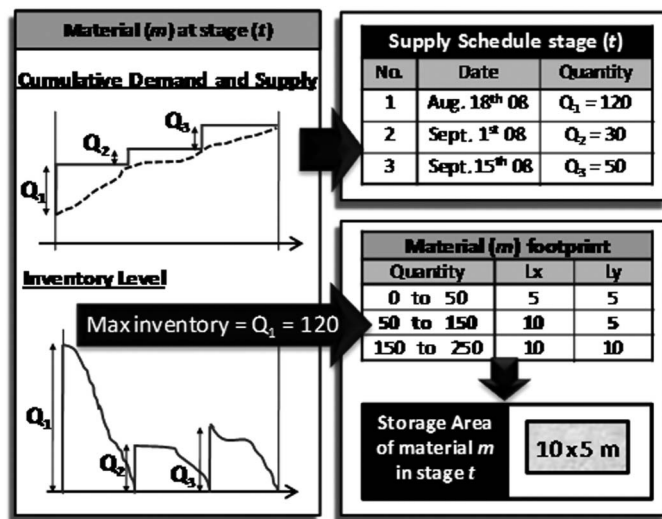 Material (m) at stage (t)
Cumulative Demand and Supply
Q₃
Q₂
Q₁
Inventory Level
Max inventory = Q₁ = 120
Q₁
Q₂
Q₃
Supply Schedule stage (t)
No. Date Quantity
1 Aug. 18th 08 Q₁ = 120
2 Sept. 1st 08 Q₂ = 30
3 Sept. 15th 08 Q₃ = 50
Material (m) footprint
Quantity Lx Ly
0 to 50 5 5
50 to 150 10 5
150 to 250 10 10
Storage Area
of material m
in stage t
10 x 5 m